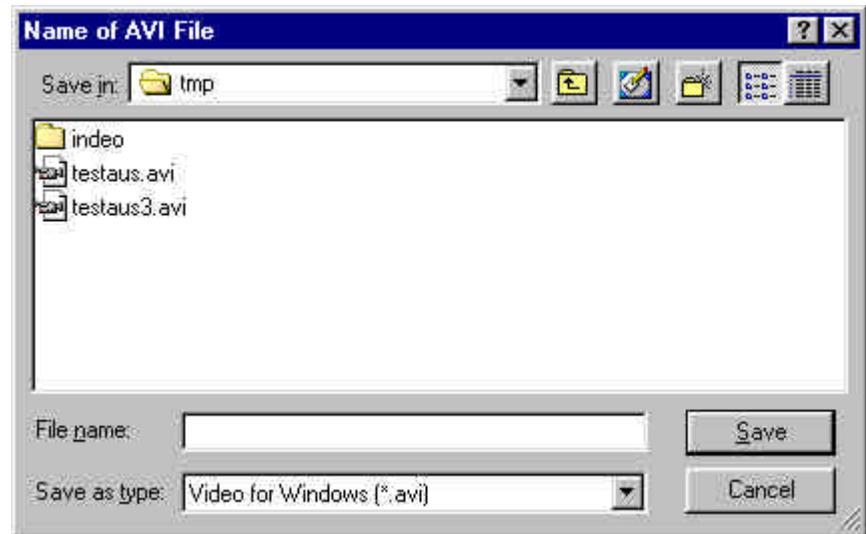 Name of AVI File
Save in: tmp
indeo
testaus.avi
testaus3.avi
File name: Save
Save as type: Video for Windows (*.avi) Cancel